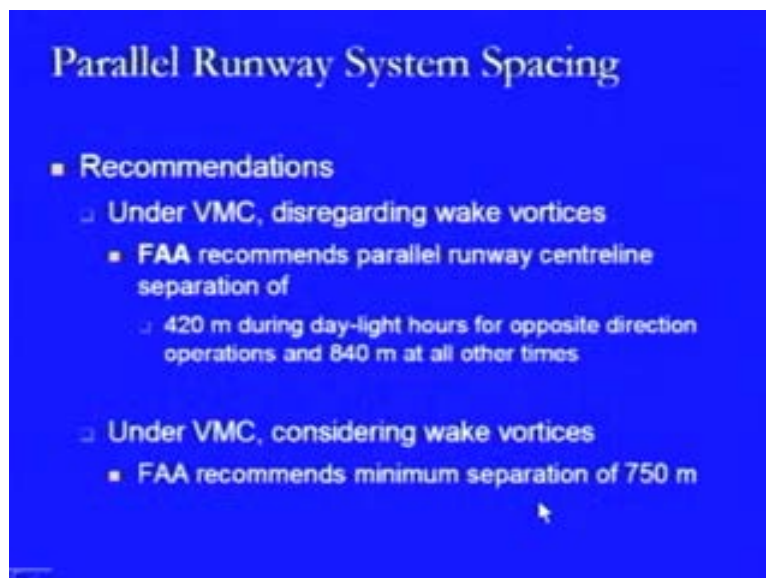 Parallel Runway System Spacing
Recommendations
Under VMC, disregarding wake vortices
FAA recommends parallel runway centreline
separation of
420 m during day-light hours for opposite direction
operations and 840 m at all other times
Under VMC, considering wake vortices
FAA recommends minimum separation of 750 m